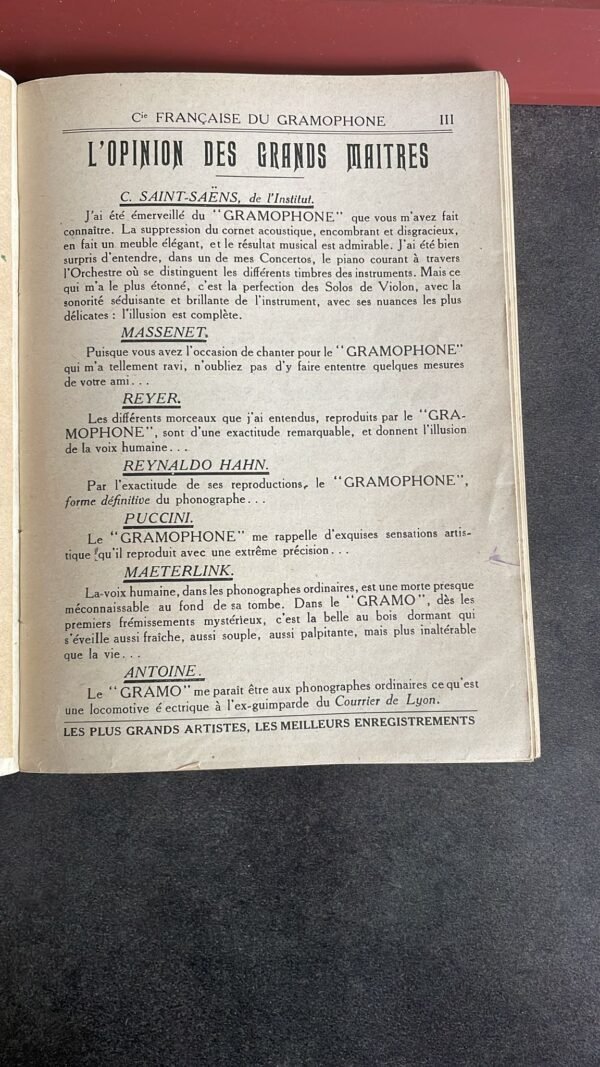 Cie FRANÇAISE DU GRAMOPHONE III
L'OPINION DES GRANDS MAITRES
C. SAINT-SAËNS, de l'Institut.
J'ai été émerveillé du "GRAMOPHONE" que vous m'avez fait
connaître. La suppression du cornet acoustique, encombrant et disgracieux,
en fait un meuble élégant, et le résultat musical est admirable. J'ai été bien
surpris d'entendre, dans un de mes Concertos, le piano courant à travers
l'Orchestre où se distinguent les différents timbres des instruments. Mais ce
qui m'a le plus étonné, c'est la perfection des Solos de Violon, avec la
sonorité séduisante et brillante de l'instrument, avec ses nuances les plus
délicates : l'illusion est complète.
MASSENET.
Puisque vous avez l'occasion de chanter pour le "GRAMOPHONE"
qui m'a tellement ravi, n'oubliez pas d'y faire ententre quelques mesures
de votre ami...
REYER.
Les différents morceaux que j'ai entendus, reproduits par le "GRA-
MOPHONE", sont d'une exactitude remarquable, et donnent l'illusion
de la voix humaine...
REYNALDO HAHN.
Par l'exactitude de ses reproductions, le "GRAMOPHONE",
forme définitive du phonographe...
PUCCINI.
Le "GRAMOPHONE" me rappelle d'exquises sensations artis-
tique qu'il reproduit avec une extrême précision...
MAETERLINK.
La voix humaine, dans les phonographes ordinaires, est une morte presque
méconnaissable au fond de sa tombe. Dans le "GRAMO", dès les
premiers frémissements mystérieux, c'est la belle au bois dormant qui
s'éveille aussi fraîche, aussi souple, aussi palpitante, mais plus inaltérable
que la vie...
ANTOINE.
Le "GRAMO" me paraît être aux phonographes ordinaires ce qu'est
une locomotive é ectrique à l'ex-guimparde du Courrier de Lyon.
LES PLUS GRANDS ARTISTES, LES MEILLEURS ENREGISTREMENTS